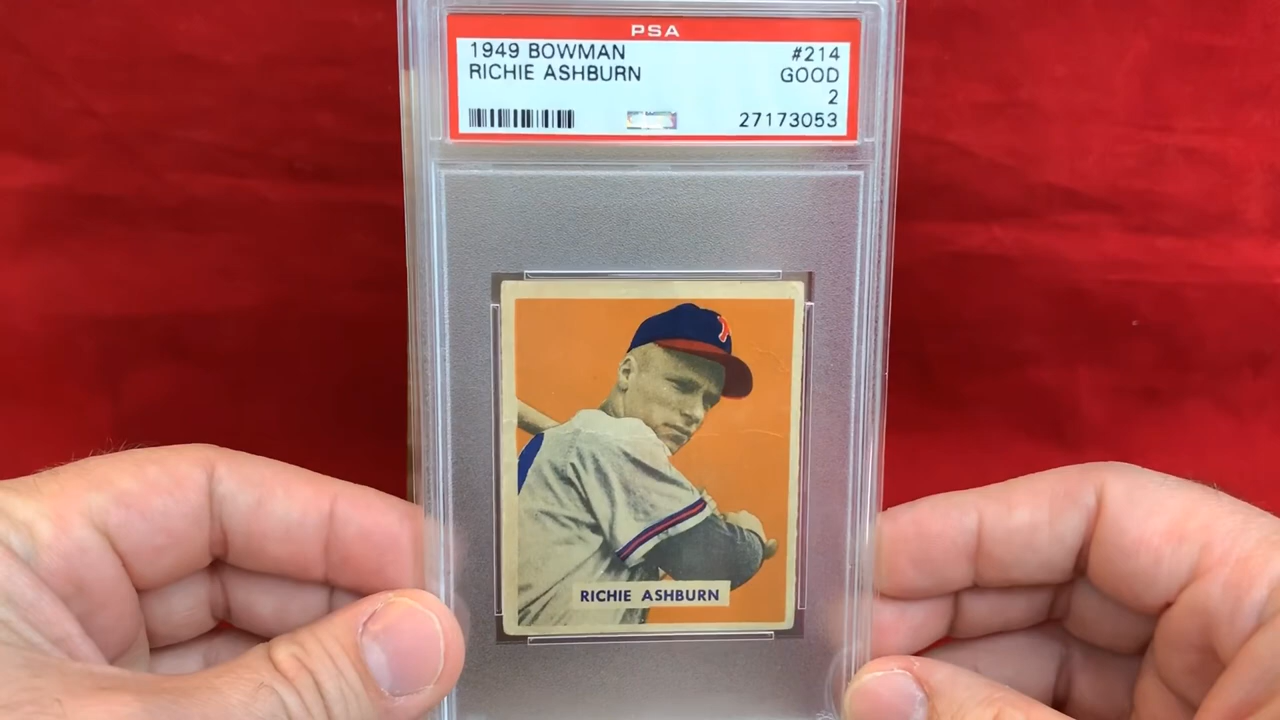 PSA
1949 BOWMAN #214
RICHIE ASHBURN GOOD
2
27173053
P
RICHIE ASHBURN